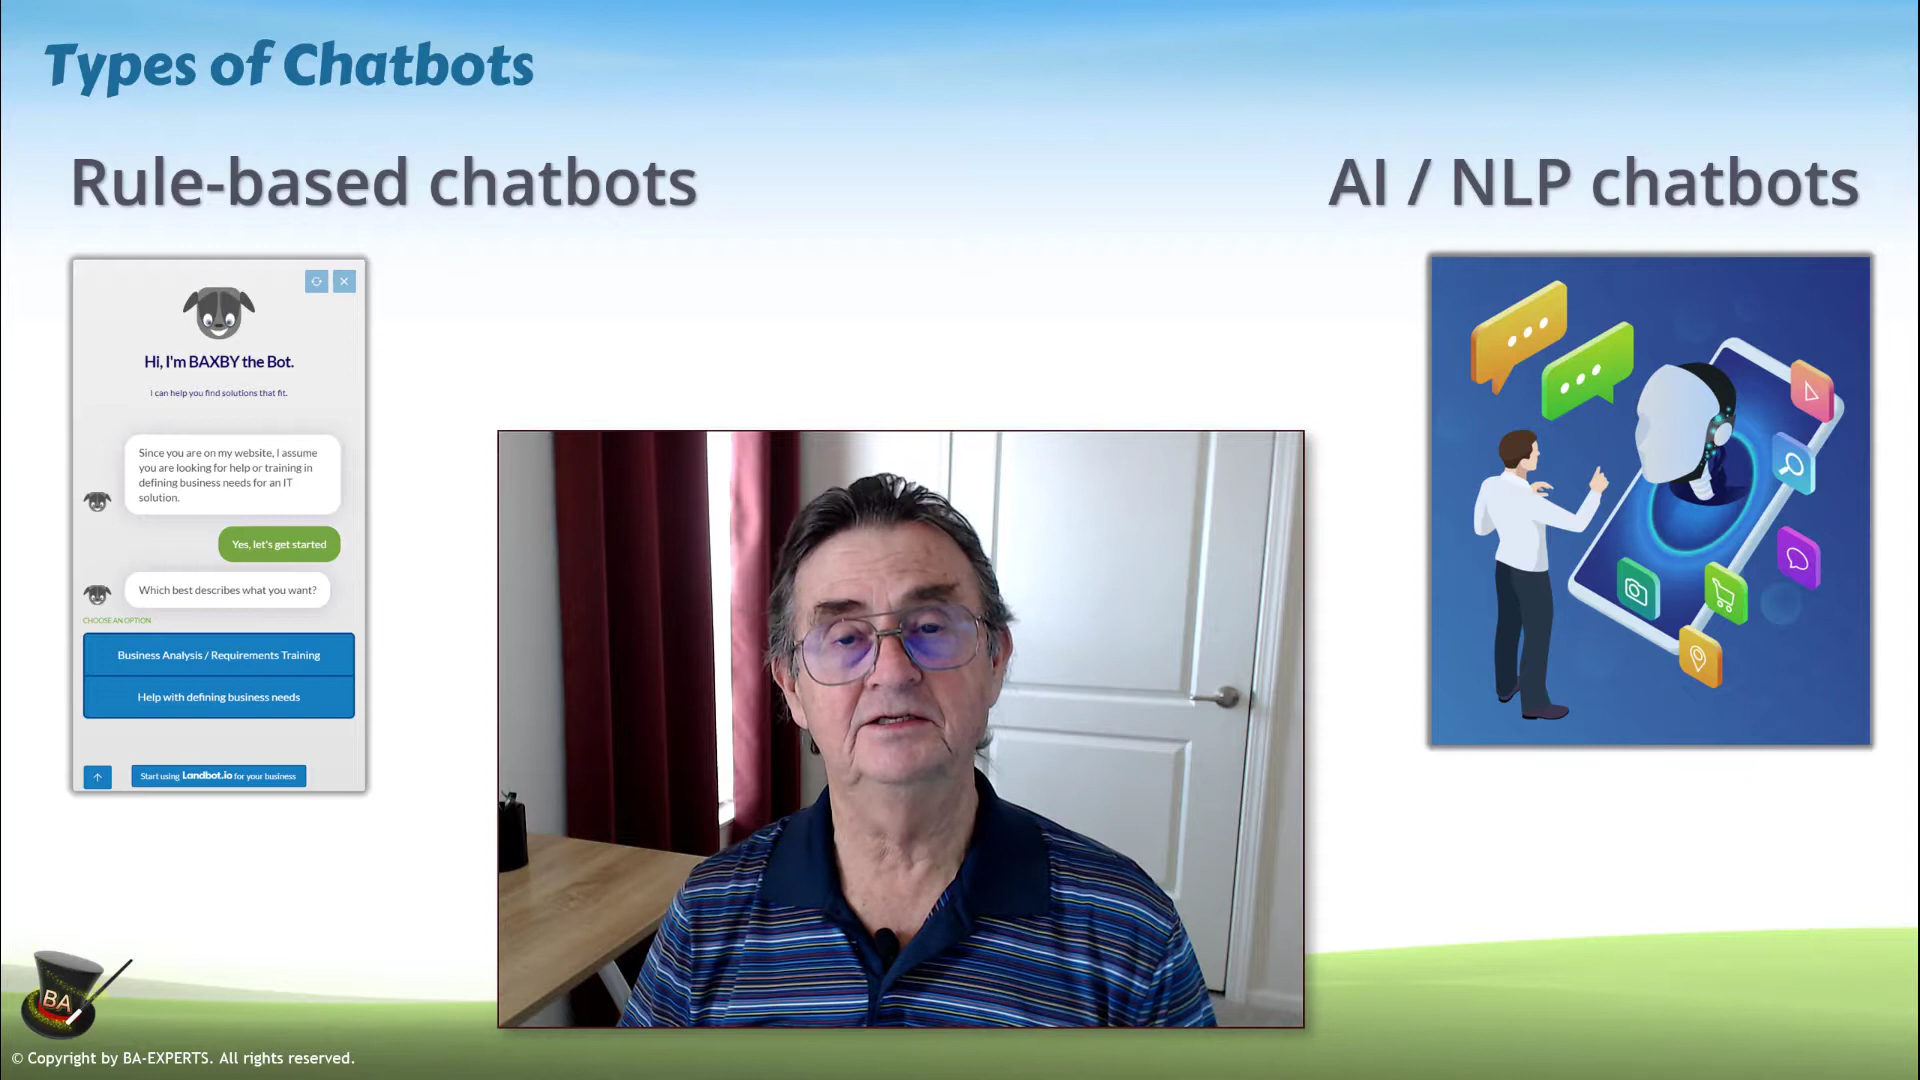 Types of Chatbots
Rule-based chatbots
AI / NLP chatbots
Hi, I'm BAXBY the Bot.
I can help you find solutions that fit.
Since you are on my website, I assume
you are looking for help or training in
defining business needs for an IT
solution.
Yes, let's get started
Which best describes what you want?
CHOOSE AN OPTION
Business Analysis / Requirements Training
Help with defining business needs
Start using Landbot.io for your business
BA
© Copyright by BA-EXPERTS. All rights reserved.